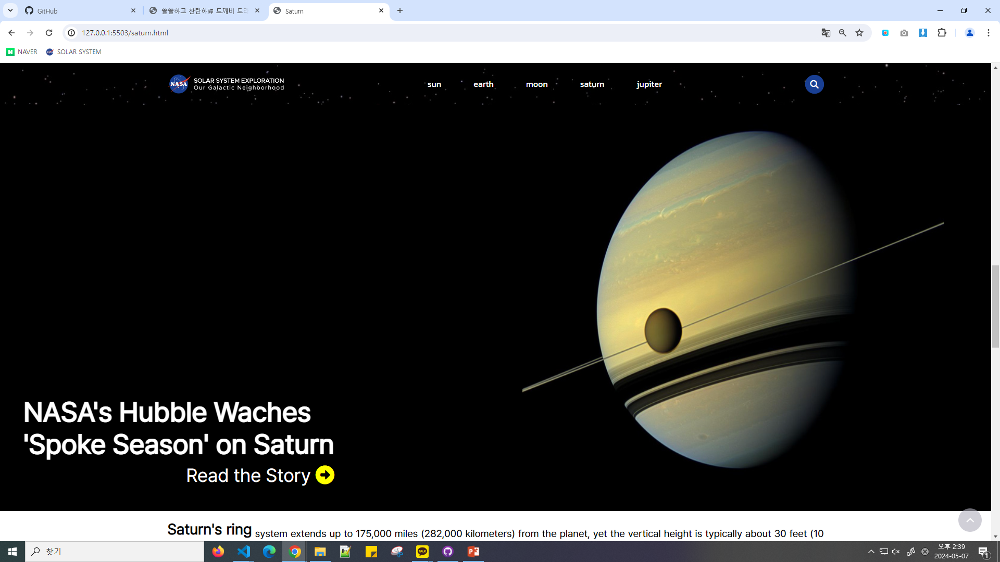 GitHub
쓸쓸하고 찬란하神 도깨비
Saturn
127.0.0.1:5503/saturn.html
NAVER
SOLAR SYSTEM
NASA
SOLAR SYSTEM EXPLORATION
Our Galactic Neighborhood
sun
earth
moon
saturn
jupiter
NASA's Hubble Waches
'Spoke Season' on Saturn
Read the Story
Saturn's ring system extends up to 175,000 miles (282,000 kilometers) from the planet, yet the vertical height is typically about 30 feet (10
찾기
TALK
오후 2:39
2024-05-07
1